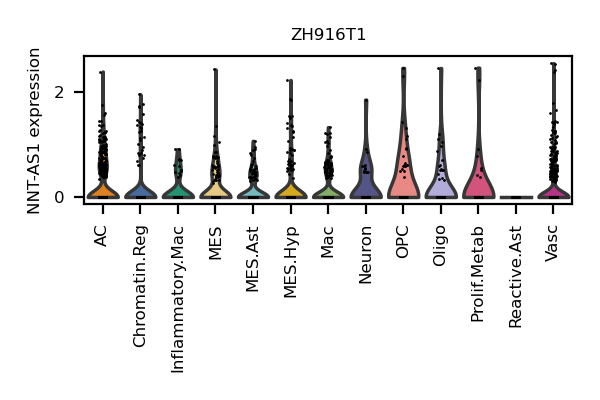 ZH916T1
NNT-AS1 expression
2
0
AC
Chromatin.Reg
Inflammatory.Mac
MES
MES.Ast
MES.Hyp
Mac
Neuron
OPC
Oligo
Prolif.Metab
Reactive.Ast
Vasc